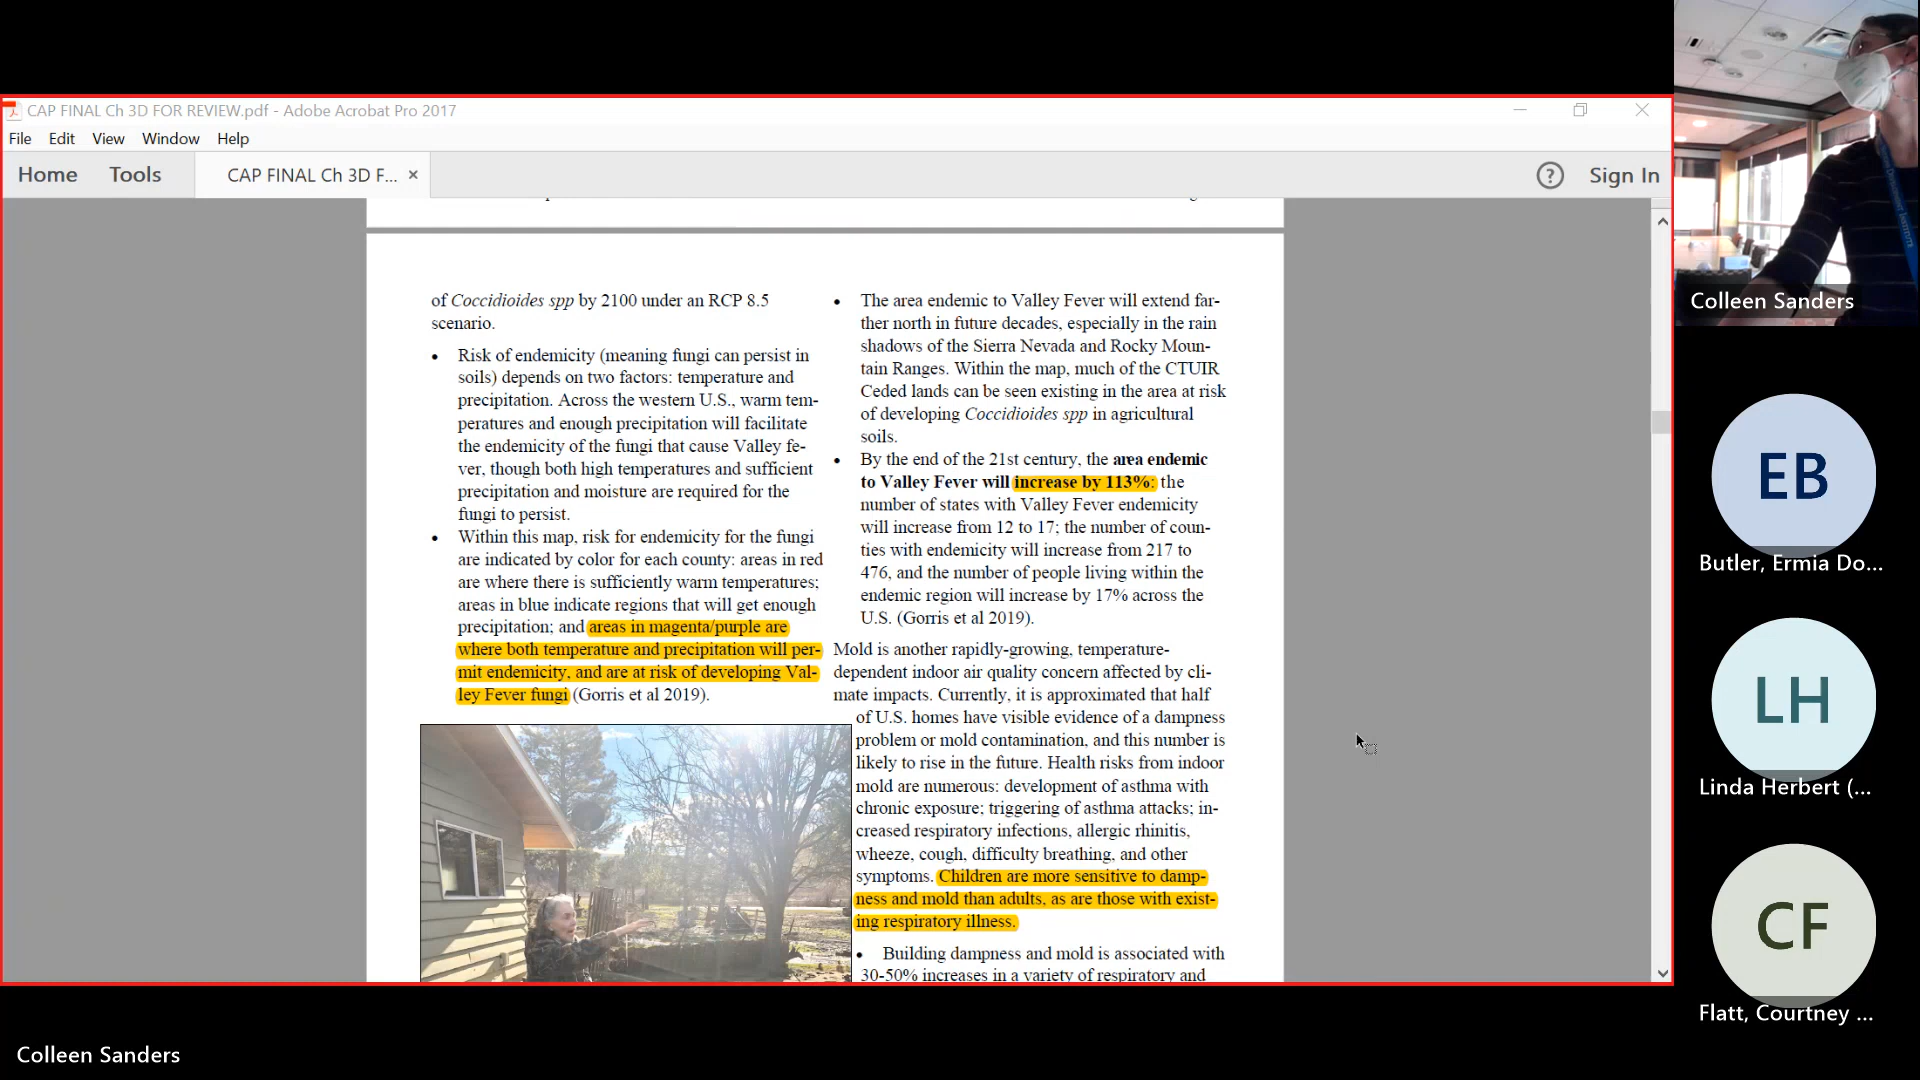 CAP FINAL Ch 3D FOR REVIEW.pdf - Adobe Acrobat Pro 2017
File Edit View Window Help
Home Tools CAP FINAL Ch 3D F... × ? Sign In
of Coccidioides spp by 2100 under an RCP 8.5
scenario.
• Risk of endemicity (meaning fungi can persist in
soils) depends on two factors: temperature and
precipitation. Across the western U.S., warm tem-
peratures and enough precipitation will facilitate
the endemicity of the fungi that cause Valley fe-
ver, though both high temperatures and sufficient
precipitation and moisture are required for the
fungi to persist.
• Within this map, risk for endemicity for the fungi
are indicated by color for each county: areas in red
are where there is sufficiently warm temperatures;
areas in blue indicate regions that will get enough
precipitation; and areas in magenta/purple are
where both temperature and precipitation will per-
mit endemicity, and are at risk of developing Val-
ley Fever fungi (Gorris et al 2019).
• The area endemic to Valley Fever will extend far-
ther north in future decades, especially in the rain
shadows of the Sierra Nevada and Rocky Moun-
tain Ranges. Within the map, much of the CTUIR
Ceded lands can be seen existing in the area at risk
of developing Coccidioides spp in agricultural
soils.
• By the end of the 21st century, the area endemic
to Valley Fever will increase by 113%: the
number of states with Valley Fever endemicity
will increase from 12 to 17; the number of coun-
ties with endemicity will increase from 217 to
476, and the number of people living within the
endemic region will increase by 17% across the
U.S. (Gorris et al 2019).
Mold is another rapidly-growing, temperature-
dependent indoor air quality concern affected by cli-
mate impacts. Currently, it is approximated that half
of U.S. homes have visible evidence of a dampness
problem or mold contamination, and this number is
likely to rise in the future. Health risks from indoor
mold are numerous: development of asthma with
chronic exposure; triggering of asthma attacks; in-
creased respiratory infections, allergic rhinitis,
wheeze, cough, difficulty breathing, and other
symptoms. Children are more sensitive to damp-
ness and mold than adults, as are those with exist-
ing respiratory illness.
• Building dampness and mold is associated with
30-50% increases in a variety of respiratory and
Colleen Sanders
EB
Butler, Ermia Do...
LH
Linda Herbert (...
CF
Flatt, Courtney ...
Colleen Sanders